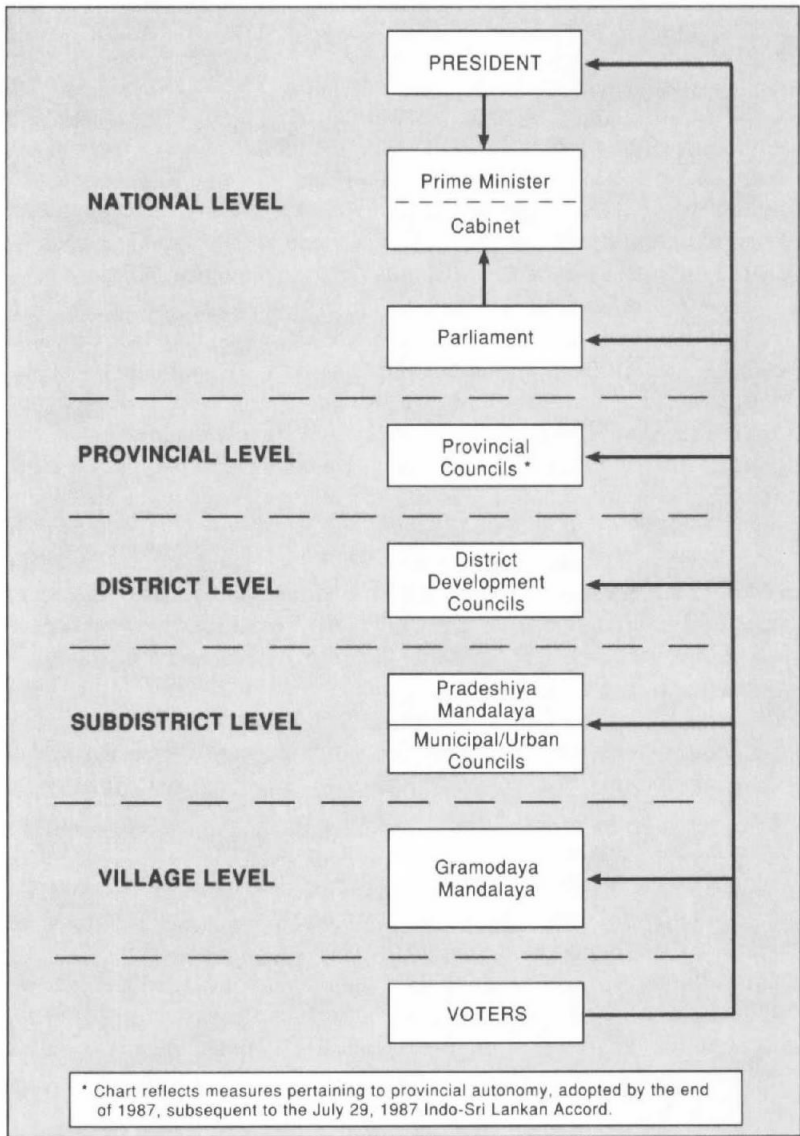 PRESIDENT
NATIONAL LEVEL
Prime Minister
Cabinet
Parliament
PROVINCIAL LEVEL
Provincial
Councils *
DISTRICT LEVEL
District
Development
Councils
SUBDISTRICT LEVEL
Pradeshiya
Mandalaya
Municipal/Urban
Councils
VILLAGE LEVEL
Gramodaya
Mandalaya
VOTERS
* Chart reflects measures pertaining to provincial autonomy, adopted by the end
of 1987, subsequent to the July 29, 1987 Indo-Sri Lankan Accord.